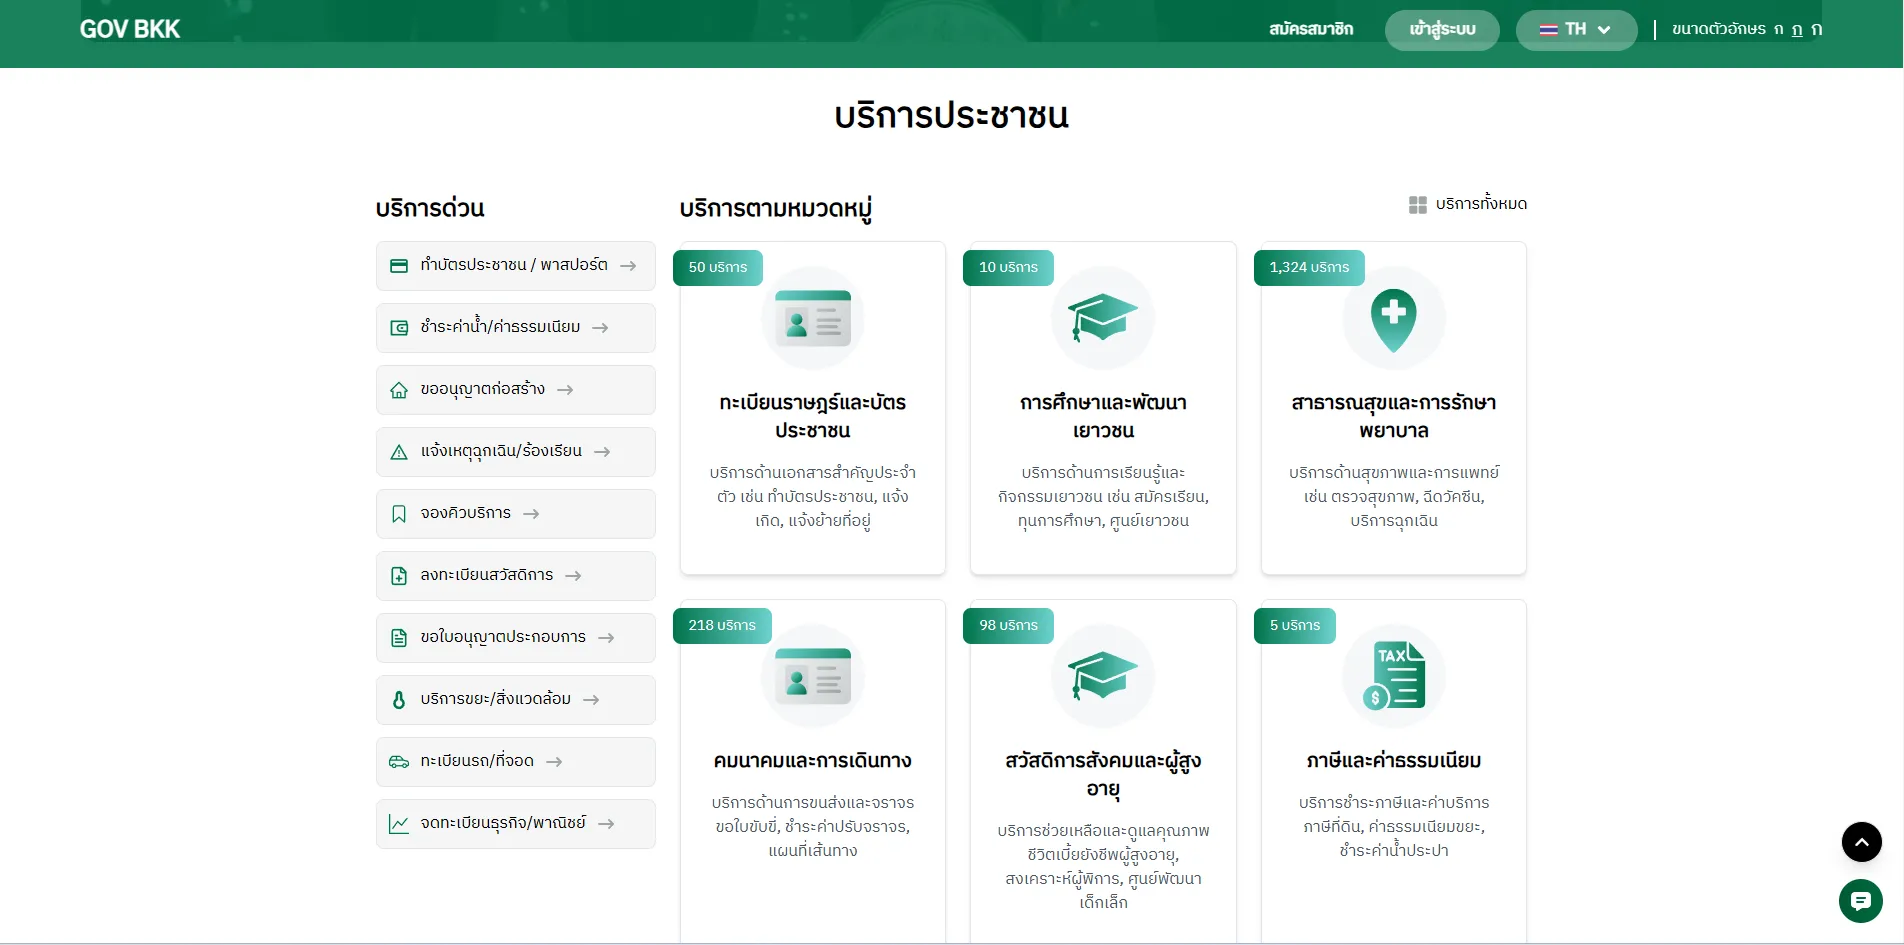 GOV BKK
สมัครสมาชิก
เข้าสู่ระบบ
TH
ขนาดตัวอักษร ก ก ก
บริการประชาชน
บริการด่วน
ทำบัตรประชาชน / พาสปอร์ต
ชำระค่าน้ำ/ค่าธรรมเนียม
ขออนุญาตก่อสร้าง
แจ้งเหตุฉุกเฉิน/ร้องเรียน
จองคิวบริการ
ลงทะเบียนสวัสดิการ
ขอใบอนุญาตประกอบการ
บริการขยะ/สิ่งแวดล้อม
ทะเบียนรถ/ที่จอด
จดทะเบียนธุรกิจ/พาณิชย์
บริการตามหมวดหมู่
บริการทั้งหมด
50 บริการ
ทะเบียนราษฎร์และบัตร
ประชาชน
บริการด้านเอกสารสำคัญประจำ
ตัว เช่น ทำบัตรประชาชน, แจ้ง
เกิด, แจ้งย้ายที่อยู่
10 บริการ
การศึกษาและพัฒนา
เยาวชน
บริการด้านการเรียนรู้และ
กิจกรรมเยาวชน เช่น สมัครเรียน,
ทุนการศึกษา, ศูนย์เยาวชน
1,324 บริการ
สาธารณสุขและการรักษา
พยาบาล
บริการด้านสุขภาพและการแพทย์
เช่น ตรวจสุขภาพ, ฉีดวัคซีน,
บริการฉุกเฉิน
218 บริการ
คมนาคมและการเดินทาง
บริการด้านการขนส่งและจราจร
ขอใบขับขี่, ชำระค่าปรับจราจร,
แผนที่เส้นทาง
98 บริการ
สวัสดิการสังคมและผู้สูง
อายุ
บริการช่วยเหลือและดูแลคุณภาพ
ชีวิตเบี้ยยังชีพผู้สูงอายุ,
สงเคราะห์ผู้พิการ, ศูนย์พัฒนา
เด็กเล็ก
5 บริการ
TAX
$
ภาษีและค่าธรรมเนียม
บริการชำระภาษีและค่าบริการ
ภาษีที่ดิน, ค่าธรรมเนียมขยะ,
ชำระค่าน้ำประปา